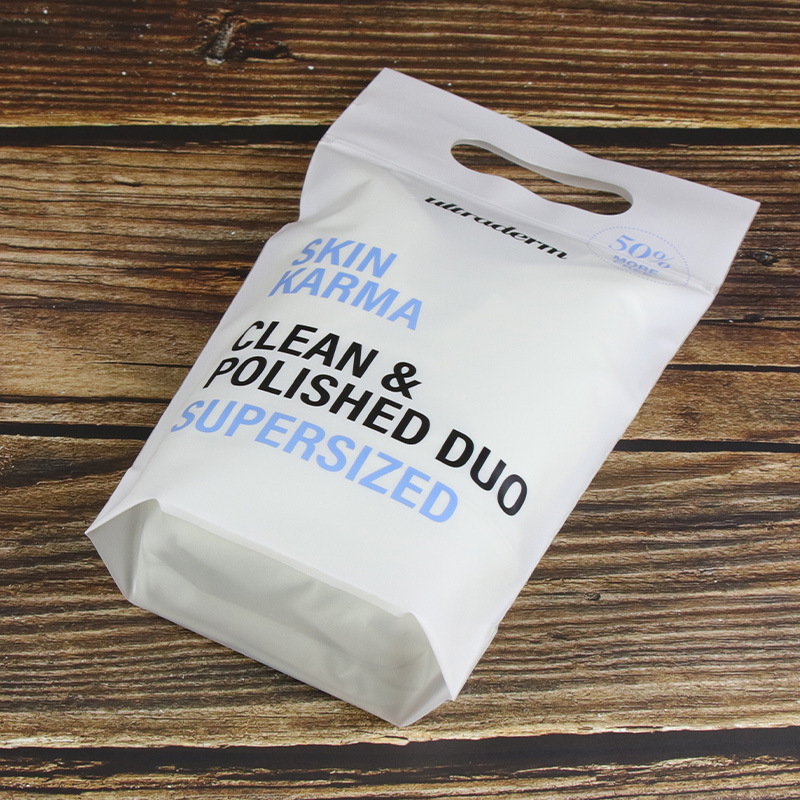 ultraderm
50%
MORE
SKIN
KARMA
CLEAN &
POLISHED DUO
SUPERSIZED